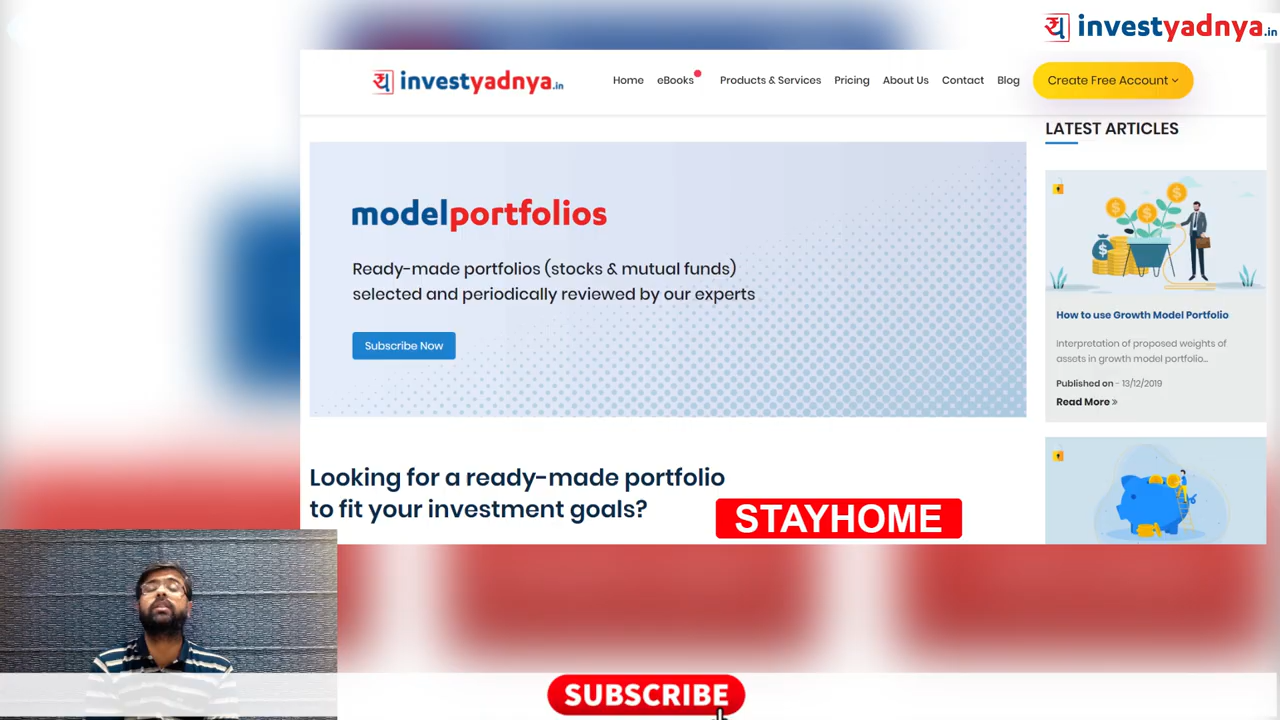 investyadnya.in
investyadnya.in
Home eBooks Products & Services Pricing About Us Contact Blog Create Free Account
LATEST ARTICLES
modelportfolios
Ready-made portfolios (stocks & mutual funds)
selected and periodically reviewed by our experts
Subscribe Now
How to use Growth Model Portfolio
Interpretation of proposed weights of
assets in growth model portfolio...
Published on - 13/12/2019
Read More »
Looking for a ready-made portfolio
to fit your investment goals?
STAYHOME
SUBSCRIBE